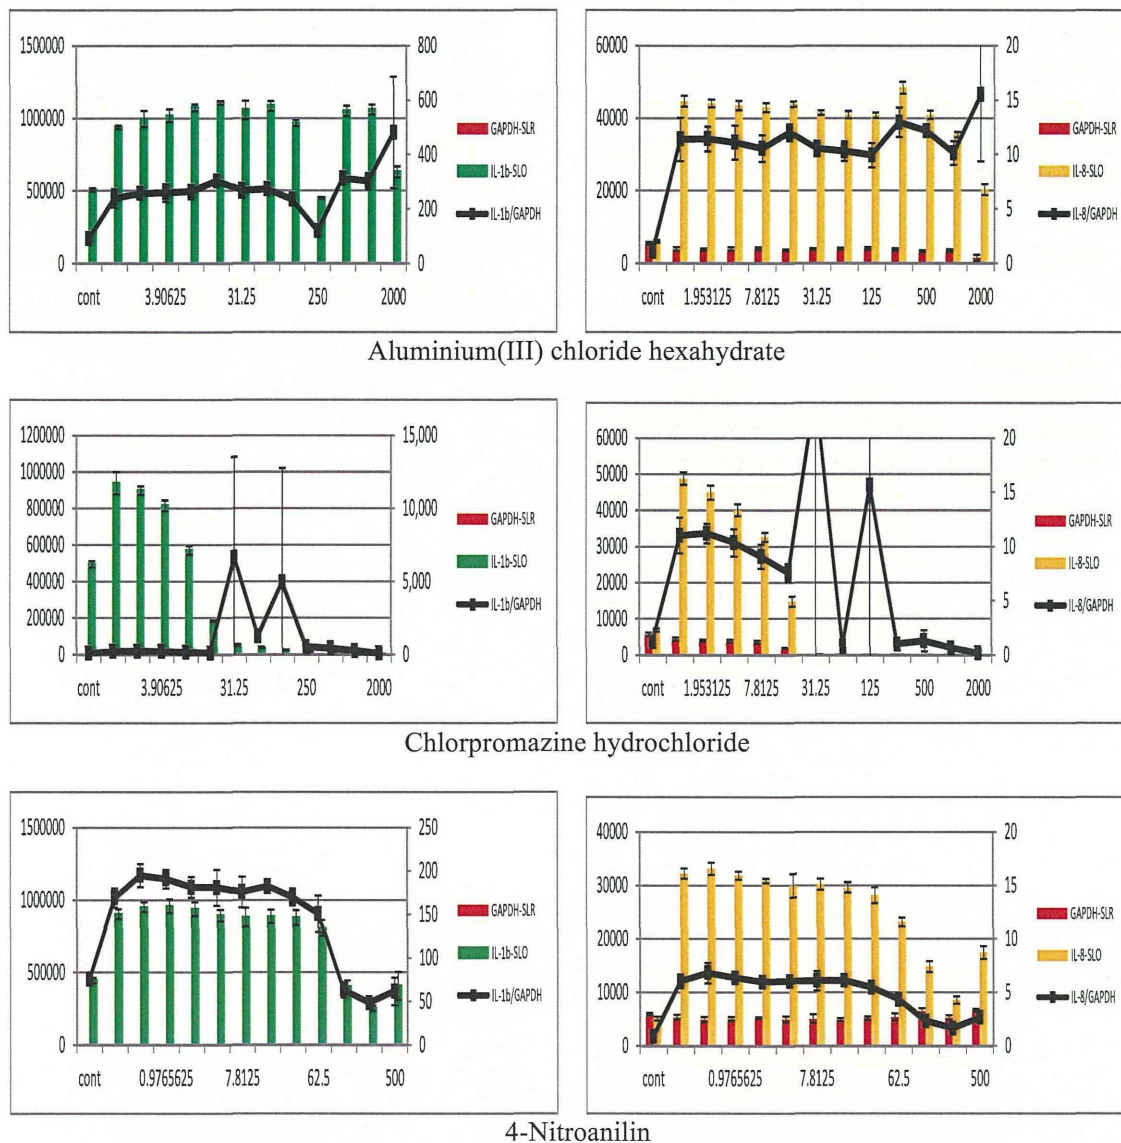 1500000
1000000
500000
0
800
600
400
200
0
cont 3.90625 31.25 250 2000
GAPDH-SLR
IL-1b-SLO
IL-1b/GAPDH
60000
40000
20000
0
20
15
10
5
0
cont 1.953125 7.8125 31.25 125 500 2000
GAPDH-SLR
IL-8-SLO
IL-8/GAPDH
Aluminium(III) chloride hexahydrate
1200000
1000000
800000
600000
400000
200000
0
15,000
10,000
5,000
0
cont 3.90625 31.25 250 2000
GAPDH-SLR
IL-1b-SLO
IL-1b/GAPDH
60000
50000
40000
30000
20000
10000
0
20
15
10
5
0
cont 1.953125 7.8125 31.25 125 500 2000
GAPDH-SLR
IL-8-SLO
IL-8/GAPDH
Chlorpromazine hydrochloride
1500000
1000000
500000
0
250
200
150
100
50
0
cont 0.9765625 7.8125 62.5 500
GAPDH-SLR
IL-1b-SLO
IL-1b/GAPDH
40000
30000
20000
10000
0
20
15
10
5
0
cont 0.9765625 7.8125 62.5 500
GAPDH-SLR
IL-8-SLO
IL-8/GAPDH
4-Nitroanilin